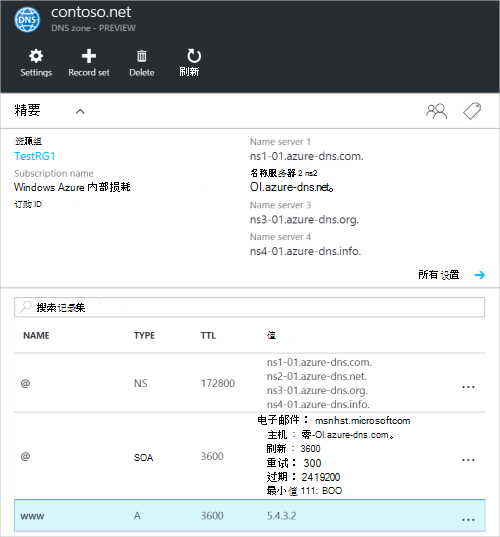 contoso.net
DNS zone - PREVIEW
DNS
Settings
Record set
Delete
刷新
精要
资源组
TestRG1
Subscription name
Windows Azure 内部损耗
订购 ID
Name server 1
ns1-01.azure-dns.com.
名称服务器 2 ns2
OI.azure-dns.net。
Name server 3
ns3-01.azure-dns.org.
Name server 4
ns4-01.azure-dns.info.
所有设置
搜索记录集
NAME TYPE TTL 值
@ NS 172800
ns1-01.azure-dns.com.
ns2-01.azure-dns.net.
ns3-01.azure-dns.org.
ns4-01.azure-dns.info.
...
@ SOA 3600
电子邮件： msnhst.microsoftcom
主机： 零-OI.azure-dns.com。
刷新： 3600
重试： 300
过期： 2419200
最小值 111: BOO
...
www A 3600 5.4.3.2 ...